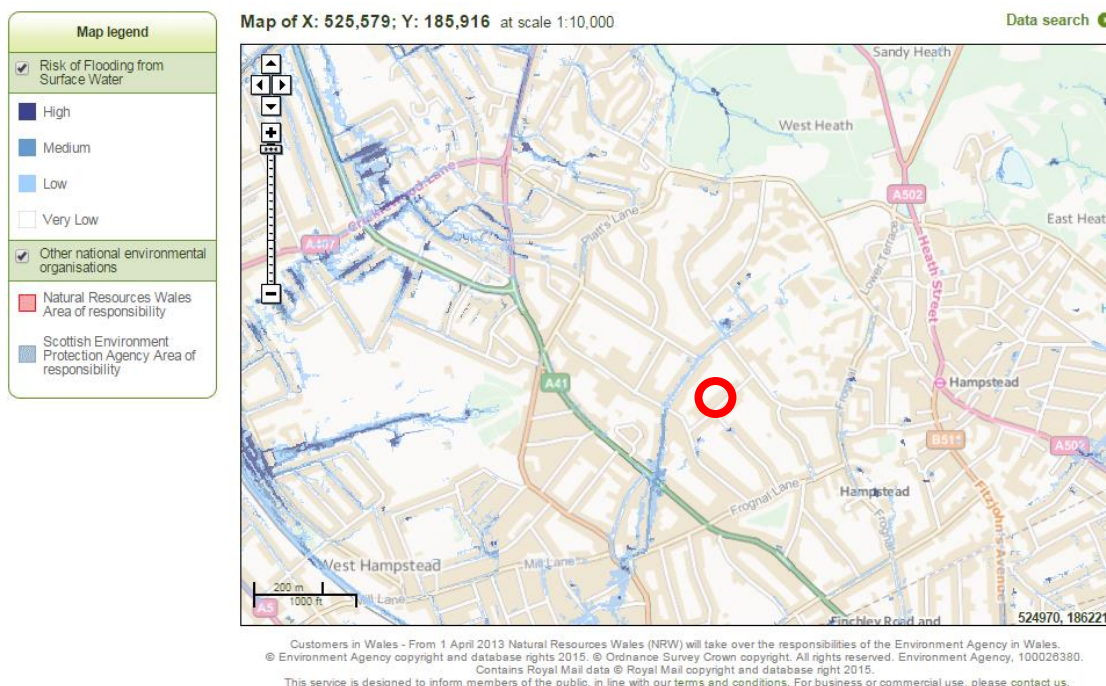 Map of X: 525,579; Y: 185,916 at scale 1:10,000
Data search
Map legend
Risk of Flooding from
Surface Water
High
Medium
Low
Very Low
Other national environmental
organisations
Natural Resources Wales
Area of responsibility
Scottish Environment
Protection Agency Area of
responsibility
Sandy Heath
West Heath
A502
East Heat
Cricklewood Lane
A407
Platt's Lane
Lower Terrace
Heath Street
A41
Hampstead
Frognal
B511
A502
Frognal Lane
Hampstead
Frognal
Fitzjohn's Avenue
West Hampstead
Mill Lane
200 m
1000 ft
Mill Lane
A5
Finchley Road and
524970, 186221
Customers in Wales - From 1 April 2013 Natural Resources Wales (NRW) will take over the responsibilities of the Environment Agency in Wales.
© Environment Agency copyright and database rights 2015. © Ordnance Survey Crown copyright. All rights reserved. Environment Agency, 100026380.
Contains Royal Mail data © Royal Mail copyright and database right 2015.
This service is designed to inform members of the public, in line with our terms and conditions. For business or commercial use, please contact us.